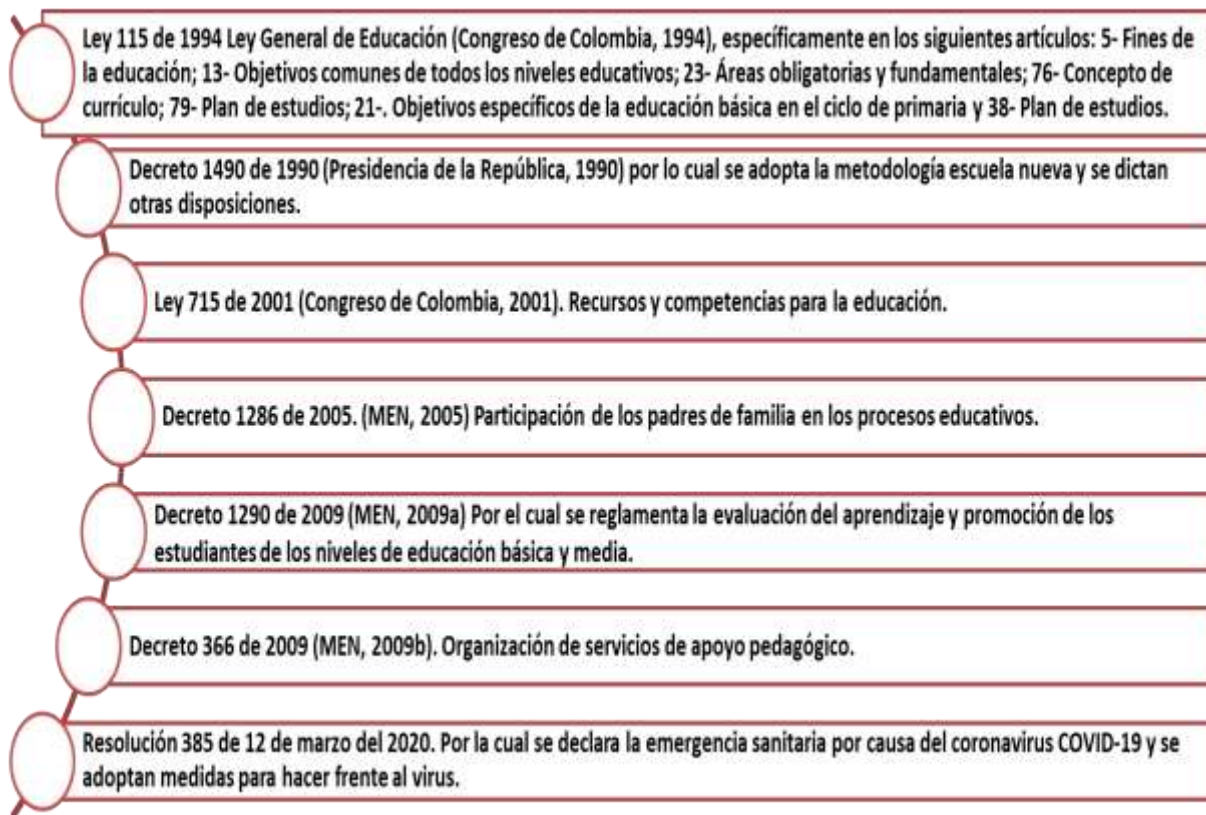 Ley 115 de 1994 Ley General de Educación (Congreso de Colombia, 1994), específicamente en los siguientes artículos: 5- Fines de
la educación; 13- Objetivos comunes de todos los niveles educativos; 23- Áreas obligatorias y fundamentales; 76- Concepto de
currículo; 79- Plan de estudios; 21-. Objetivos específicos de la educación básica en el ciclo de primaria y 38- Plan de estudios.
Decreto 1490 de 1990 (Presidencia de la República, 1990) por lo cual se adopta la metodología escuela nueva y se dictan
otras disposiciones.
Ley 715 de 2001 (Congreso de Colombia, 2001). Recursos y competencias para la educación.
Decreto 1286 de 2005. (MEN, 2005) Participación de los padres de familia en los procesos educativos.
Decreto 1290 de 2009 (MEN, 2009a) Por el cual se reglamenta la evaluación del aprendizaje y promoción de los
estudiantes de los niveles de educación básica y media.
Decreto 366 de 2009 (MEN, 2009b). Organización de servicios de apoyo pedagógico.
Resolución 385 de 12 de marzo del 2020. Por la cual se declara la emergencia sanitaria por causa del coronavirus COVID-19 y se
adoptan medidas para hacer frente al virus.